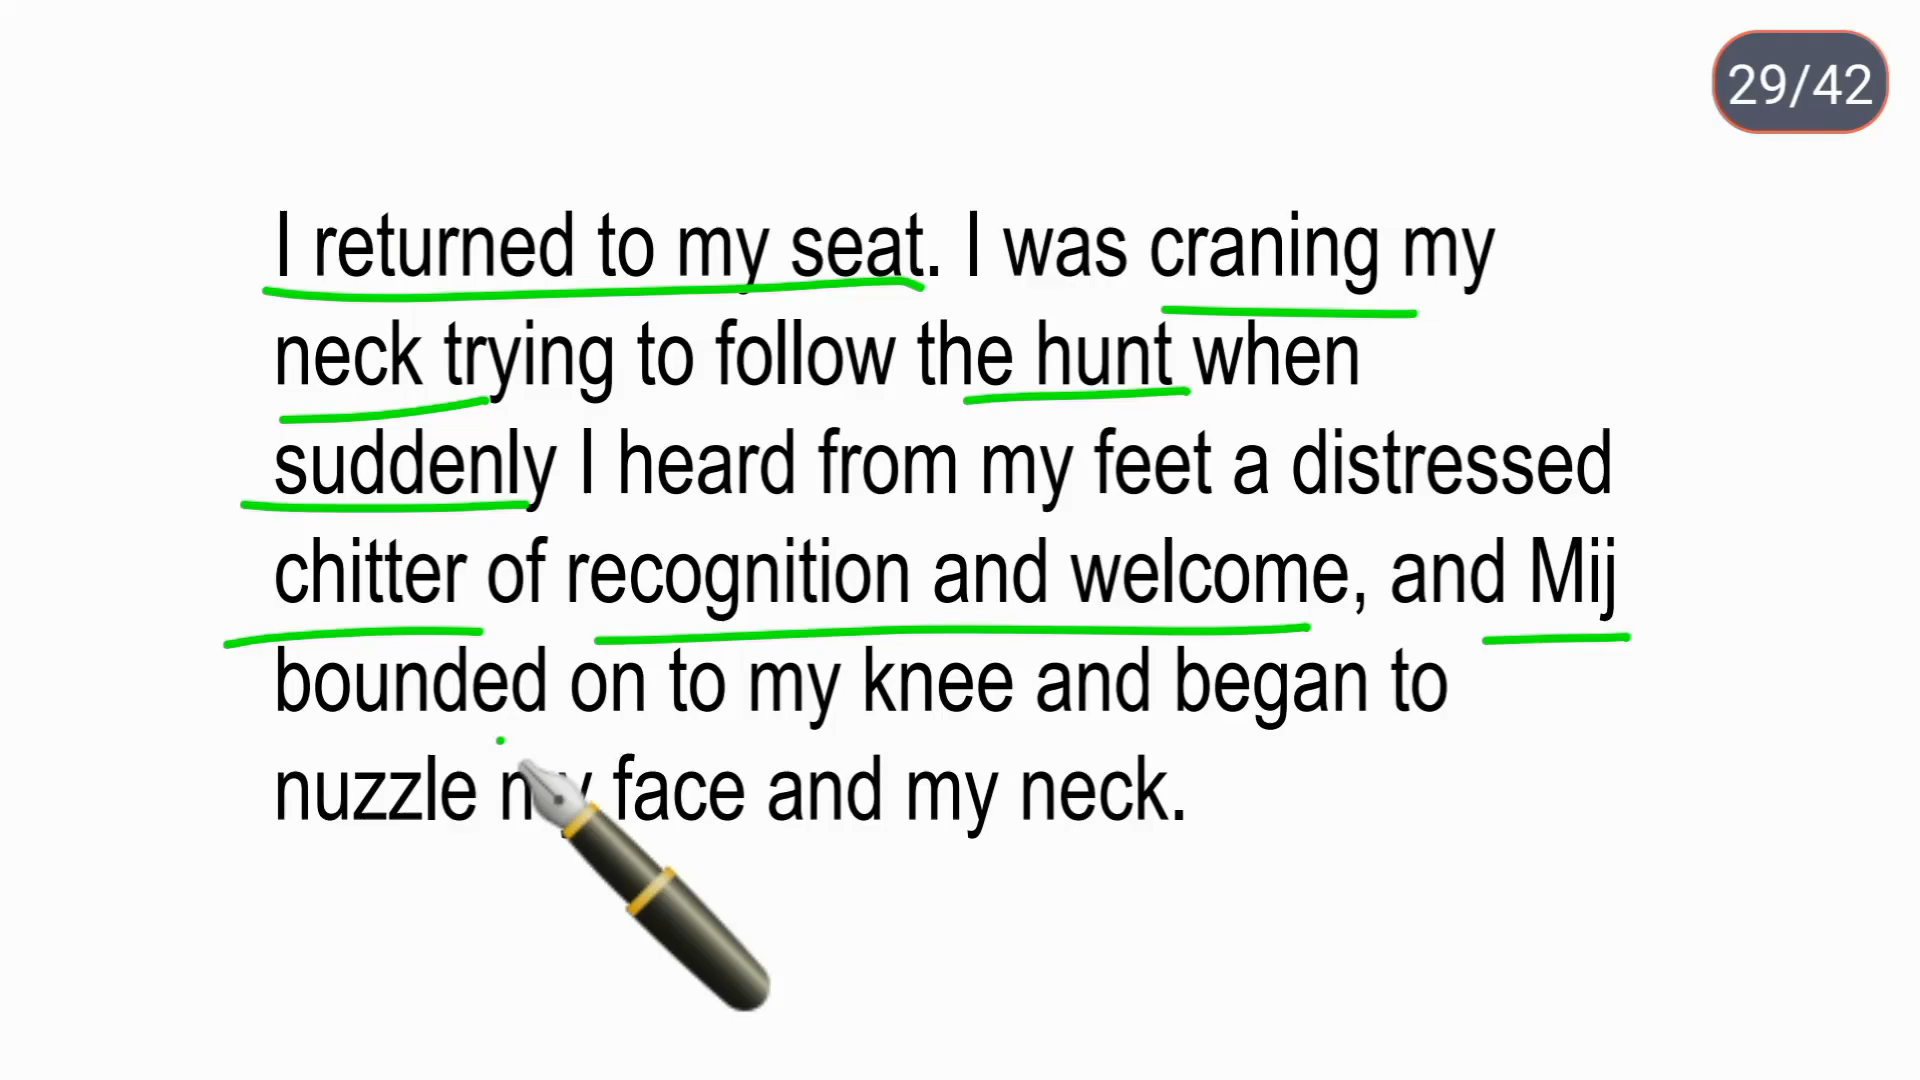 29/42
I returned to my seat. I was craning my
neck trying to follow the hunt when
suddenly I heard from my feet a distressed
chitter of recognition and welcome, and Mij
bounded on to my knee and began to
nuzzle my face and my neck.